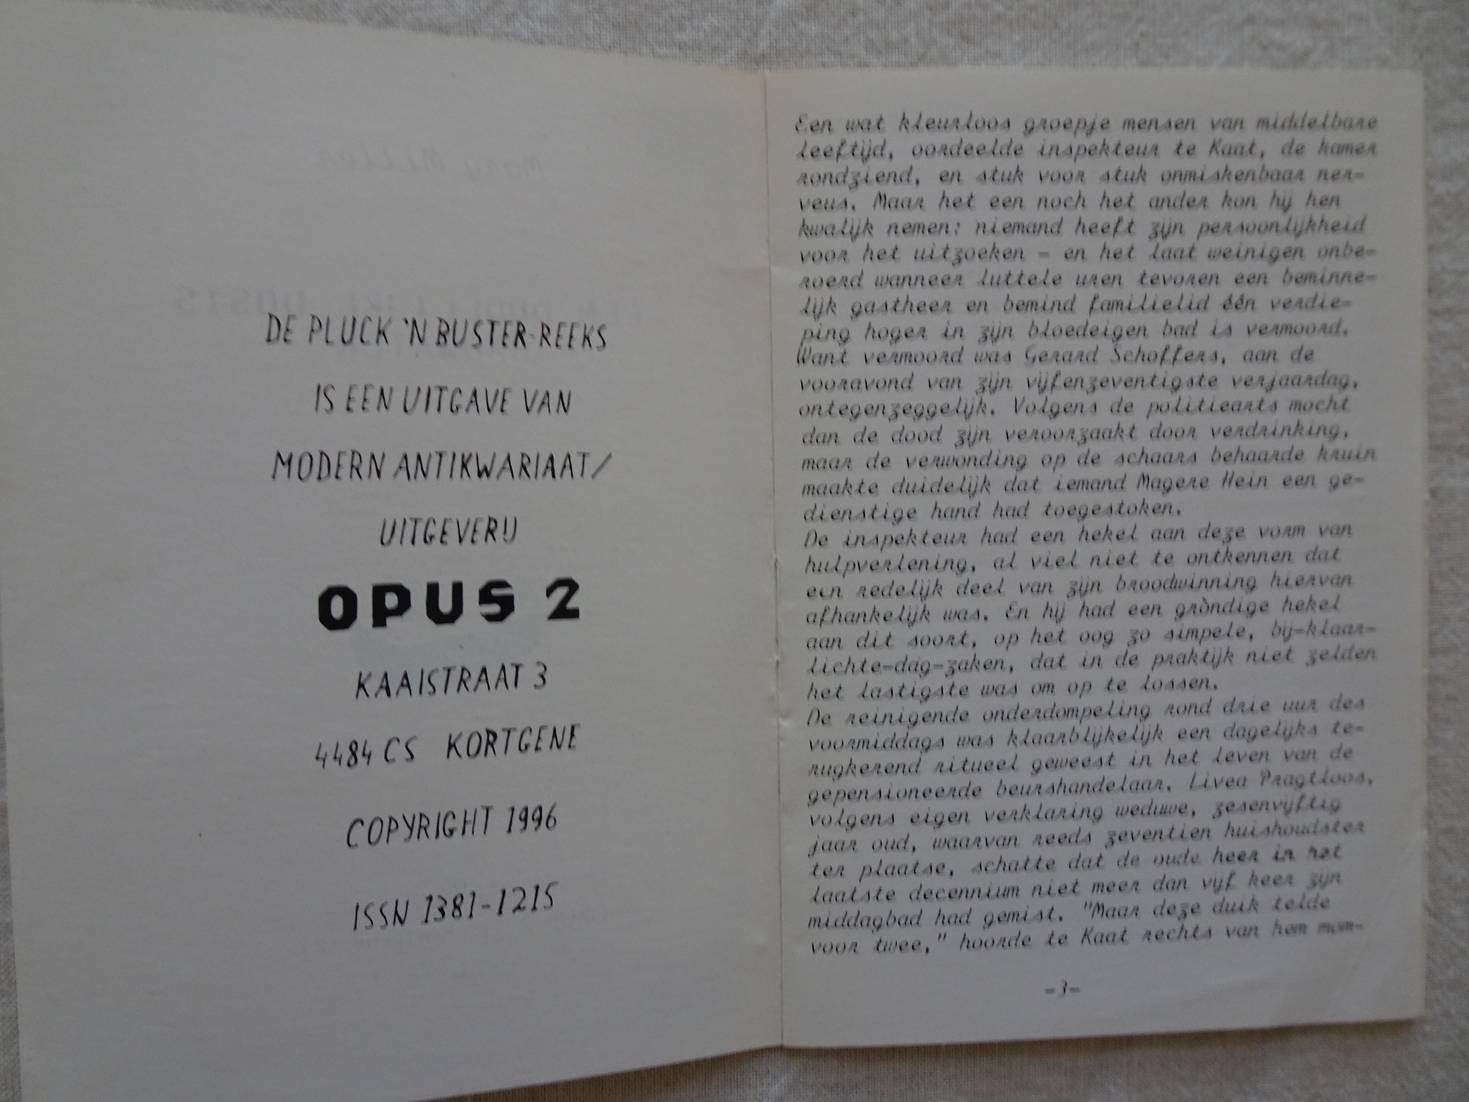 DE PLUCK 'N BUSTER-REEKS
IS EEN UITGAVE VAN
MODERN ANTIKWARIAAT/
UITGEVERIJ
OPUS 2
KAAISTRAAT 3
4484 CS KORTGENE
COPYRIGHT 1996
ISSN 1381-1215
Een wat kleurloos groepje mensen van middelbare
leeftijd, oordeelde inspekteur te Kaat, de kamer
rondziend, en stuk voor stuk onmiskenbaar ner-
veus. Maar het een noch het ander kon hij hen
kwalijk nemen: niemand heeft zijn persoonlijkheid
voor het uitzoeken - en het laat weinigen onbe-
roerd wanneer luttele uren tevoren een beminne-
lijk gastheer en bemind familielid één verdie-
ping hoger in zijn bloedeigen bad is vermoord.
Want vermoord was Gerard Schoffers, aan de
vooravond van zijn vijfenzeventigste verjaardag,
ontegenzeggelijk. Volgens de politiearts mocht
dan de dood zijn veroorzaakt door verdrinking,
maar de verwonding op de schaars behaarde kruin
maakte duidelijk dat iemand Magere Hein een ge-
dienstige hand had toegestoken.
De inspekteur had een hekel aan deze vorm van
hulpverlening, al viel niet te ontkennen dat
een redelijk deel van zijn broodwinning hiervan
afhankelijk was. En hij had een gròndige hekel
aan dit soort, op het oog zo simpele, bij-klaar-
lichte-dag-zaken, dat in de praktijk niet zelden
het lastigste was om op te lossen.
De reinigende onderdompeling rond drie uur des
voormiddags was klaarblijkelijk een dagelijks te-
rugkerend ritueel geweest in het leven van de
gepensioneerde beurshandelaar. Livea Pragtloos,
volgens eigen verklaring weduwe, zesenvijftig
jaar oud, waarvan reeds zeventien huishoudster
ter plaatse, schatte dat de oude heer in het
laatste decennium niet meer dan vijf keer zijn
middagbad had gemist. "Maar deze duik telde
voor twee," hoorde te Kaat rechts van hem mom-
-3-